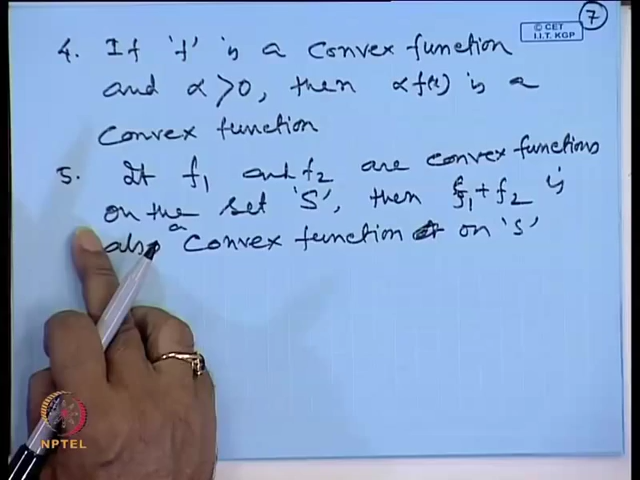 7
© CET
I.I.T. KGP
4. If 'f' is a convex function
and α > 0, then αf(x) is a
convex function
5. If f₁ and f₂ are convex functions
on the set 'S', then f₁ + f₂ is
also a convex function on 's'
NPTEL